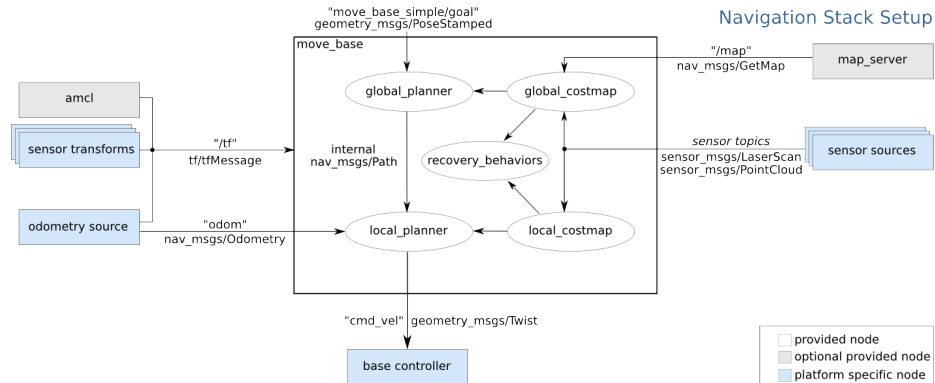 Navigation Stack Setup
"move_base_simple/goal"
geometry_msgs/PoseStamped
move_base
"/map"
nav_msgs/GetMap
map_server
global_planner
global_costmap
amcl
sensor transforms
"/tf"
tf/tfMessage
internal
nav_msgs/Path
recovery_behaviors
sensor topics
sensor_msgs/LaserScan
sensor_msgs/PointCloud
sensor sources
odometry source
"odom"
nav_msgs/Odometry
local_planner
local_costmap
"cmd_vel" geometry_msgs/Twist
base controller
provided node
optional provided node
platform specific node